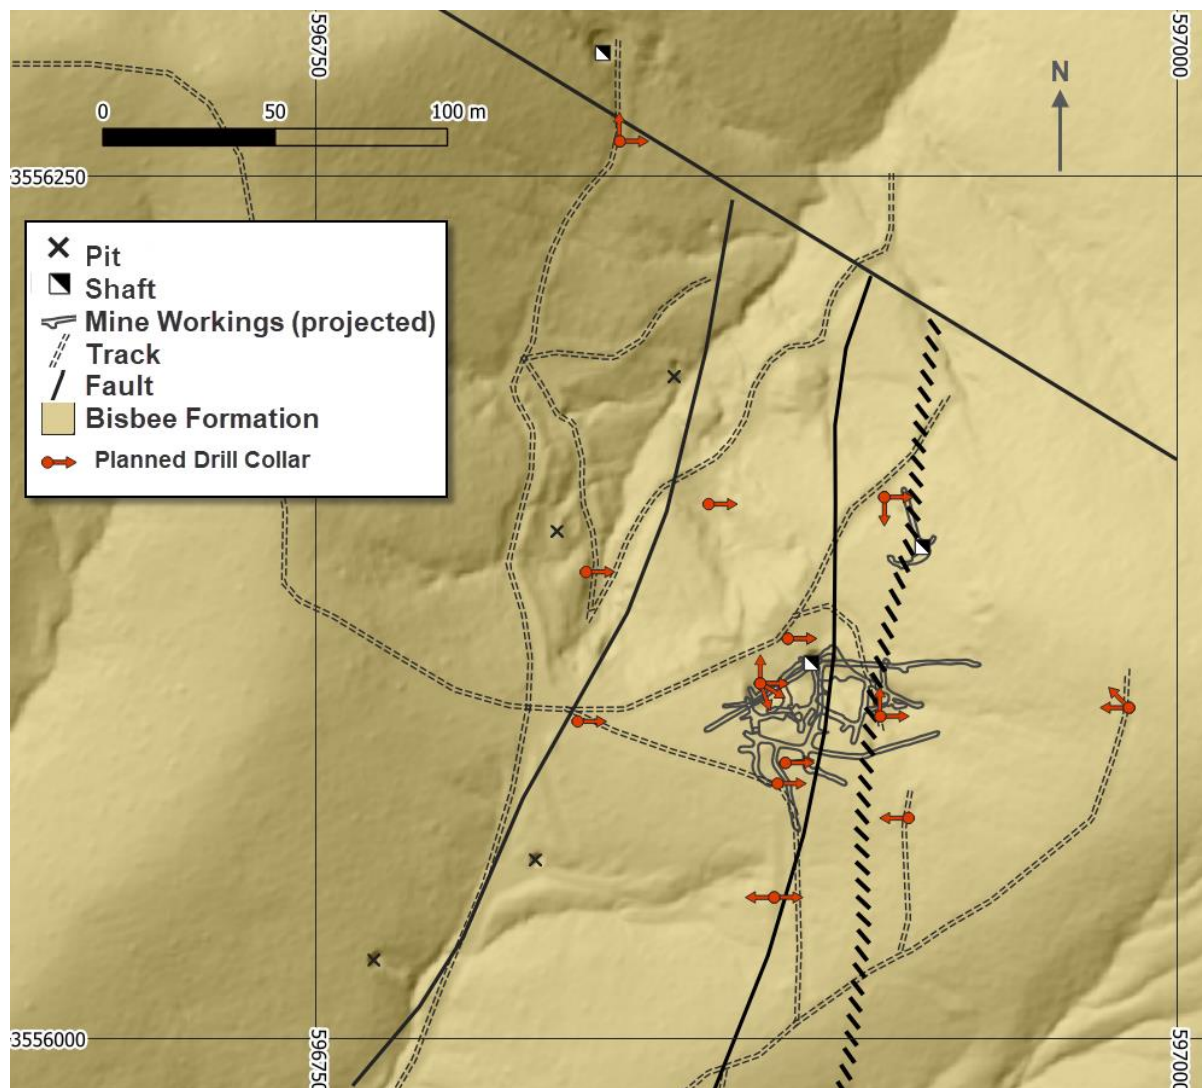 596750
597000
N
0 50 100 m
3556250
Pit
Shaft
Mine Workings (projected)
Track
Fault
Bisbee Formation
Planned Drill Collar
3556000
596750
597000